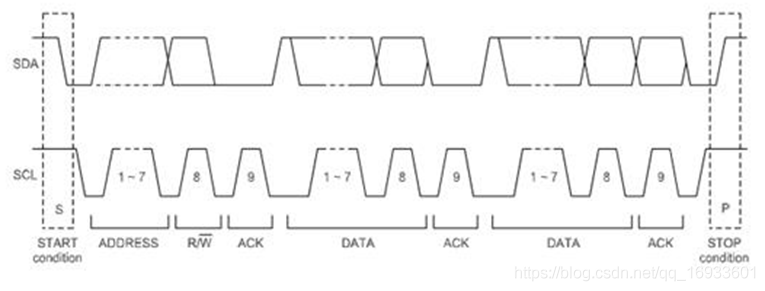 SDA
SCL
1 ~ 7
8
9
1 ~ 7
8
9
1 ~ 7
8
9
S
P
START
condition
ADDRESS
R/W̅
ACK
DATA
ACK
DATA
ACK
STOP
condition
https://blog.csdn.net/qq_16933601